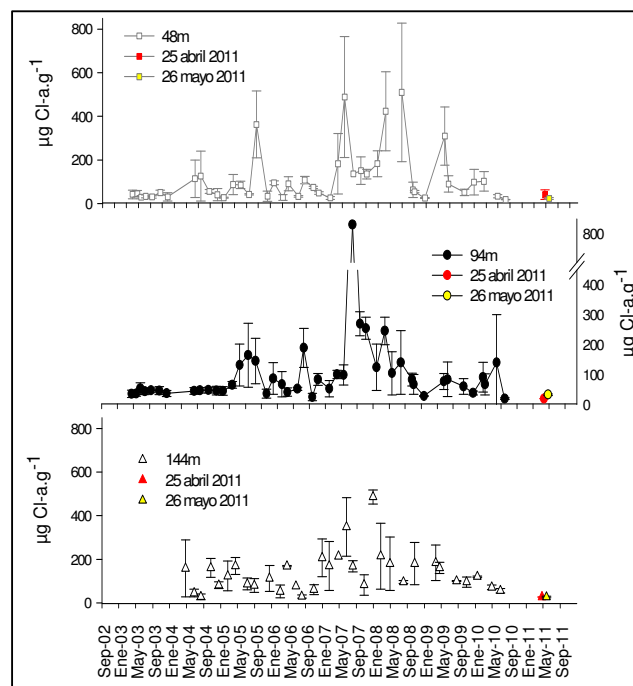 800
600
400
200
0
µg Cl-a.g-1
48m
25 abril 2011
26 mayo 2011
800
400
300
200
100
0
µg Cl-a.g-1
94m
25 abril 2011
26 mayo 2011
800
600
400
200
0
µg Cl-a.g-1
144m
25 abril 2011
26 mayo 2011
Sep-02
Ene-03
May-03
Sep-03
Ene-04
May-04
Sep-04
Ene-05
May-05
Sep-05
Ene-06
May-06
Sep-06
Ene-07
May-07
Sep-07
Ene-08
May-08
Sep-08
Ene-09
May-09
Sep-09
Ene-10
May-10
Sep-10
Ene-11
May-11
Sep-11